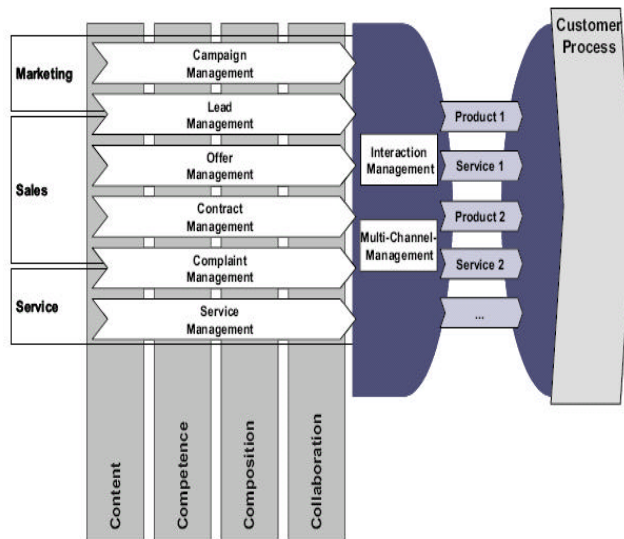 Customer
Process
Marketing
Campaign
Management
Lead
Management
Product 1
Sales
Offer
Management
Interaction
Management
Service 1
Contract
Management
Product 2
Multi-Channel-
Management
Complaint
Management
Service 2
Service
Service
Management
...
Content
Competence
Composition
Collaboration